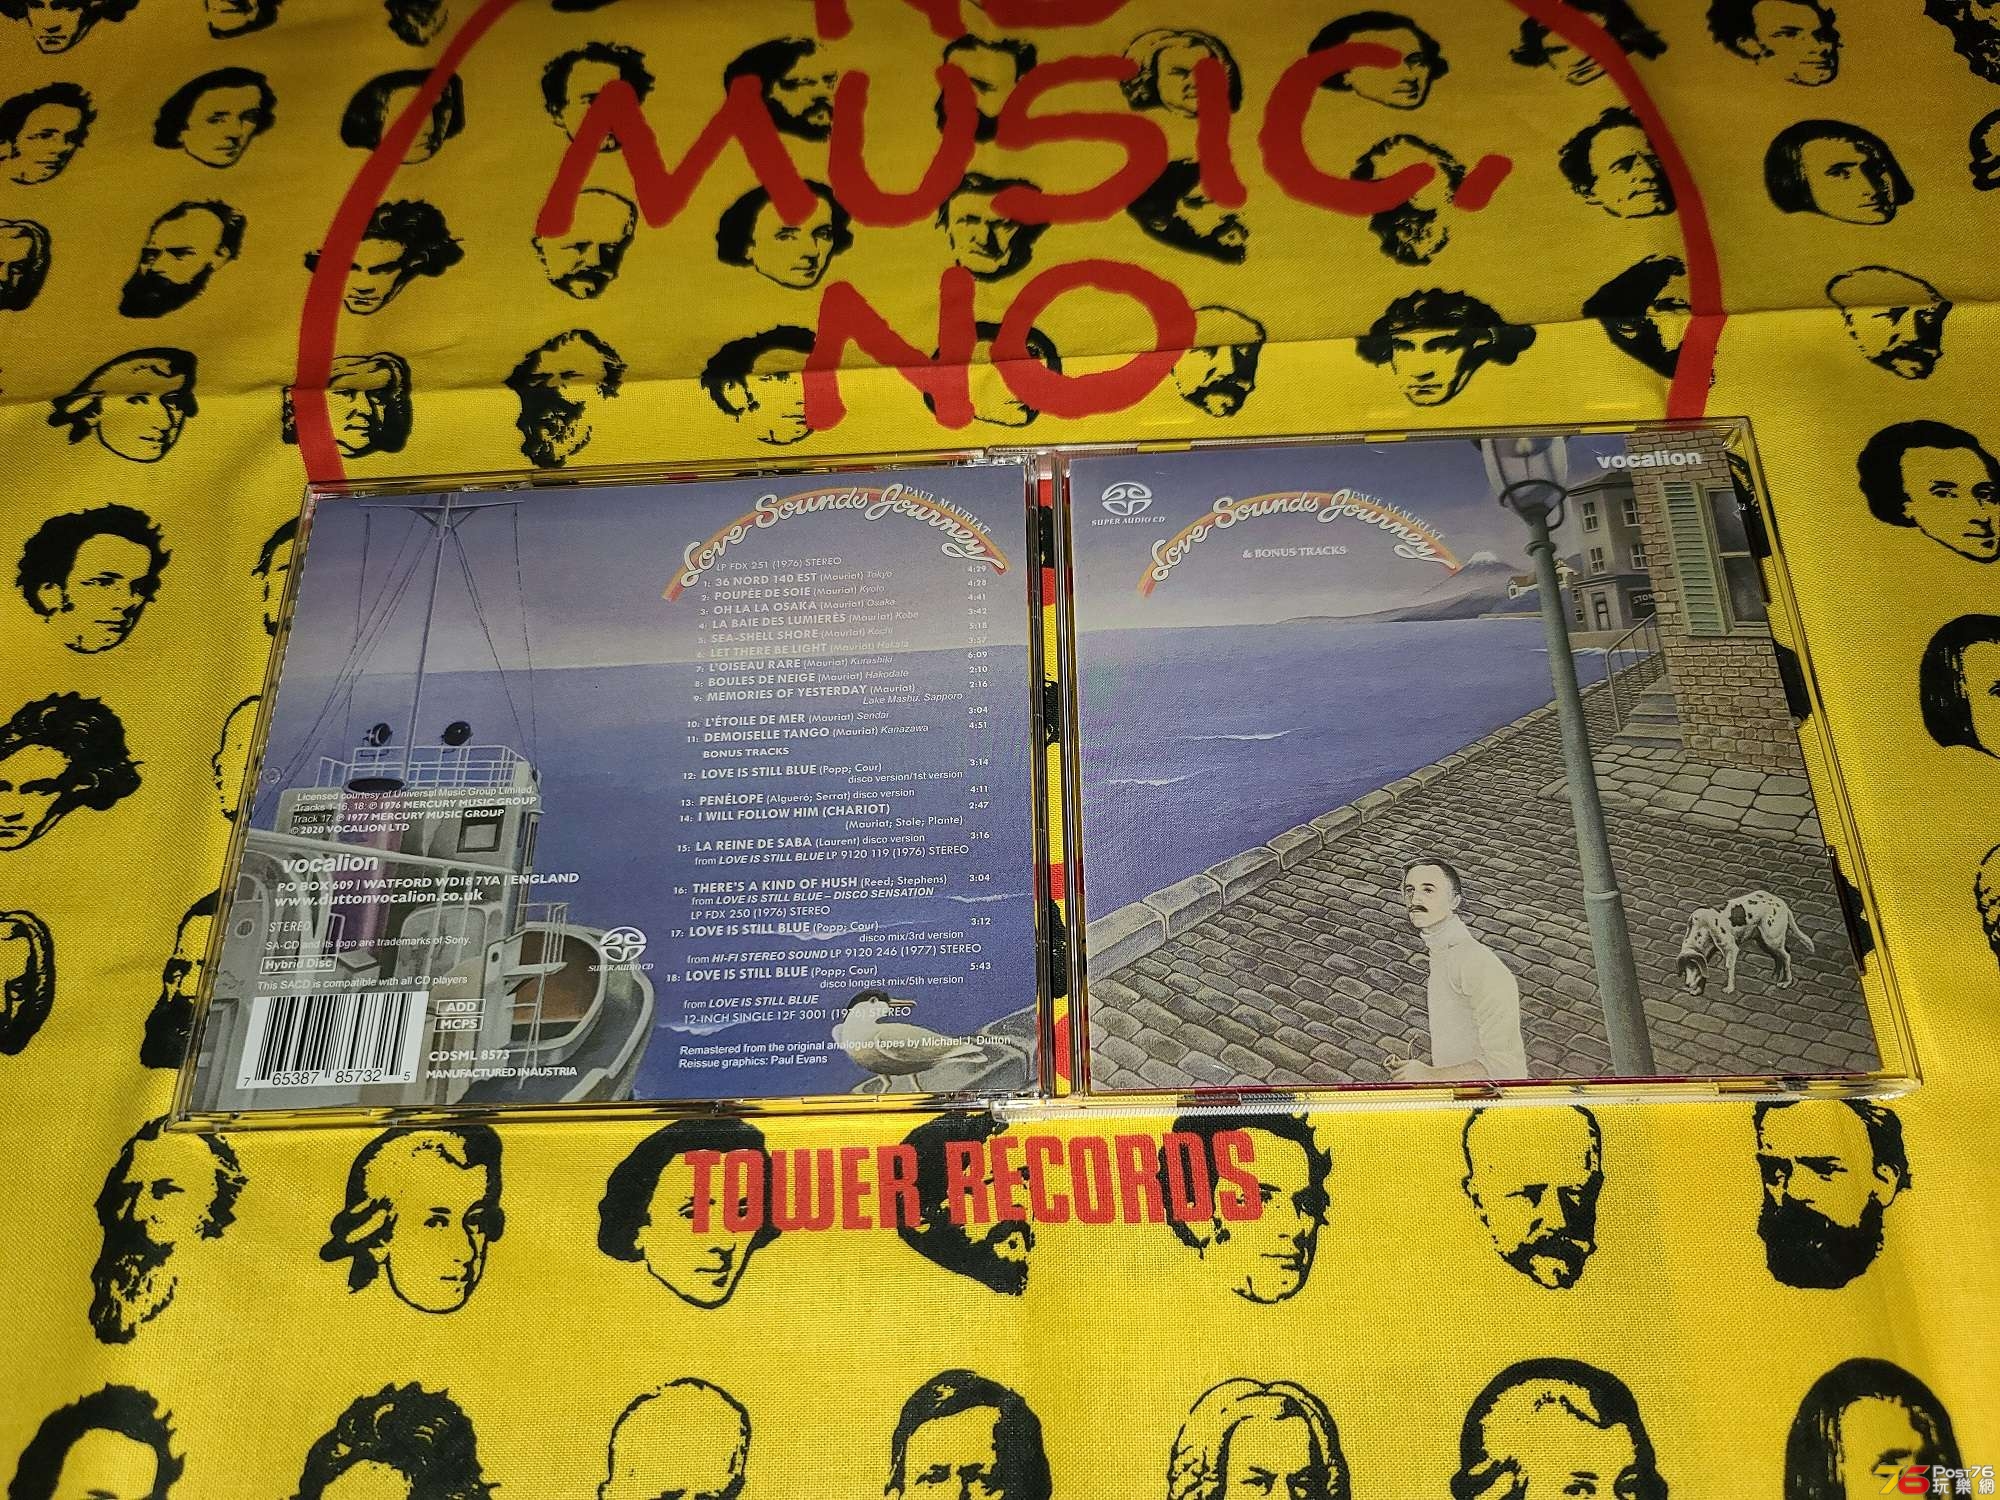 NO
MUSIC,
NO
PAUL MAURIAT
Love Sounds Journey
LP FDX 251 (1976) STEREO
1: 36 NORD 140 EST (Mauriat) Tokyo 4:29
2: POUPÉE DE SOIE (Mauriat) Kyoto 4:28
3: OH LA LA OSAKA (Mauriat) Osaka 4:41
4: LA BAIE DES LUMIERÈS (Mauriat) Kobe 3:42
5: SEA-SHELL SHORE (Mauriat) Kochi 5:18
6: LET THERE BE LIGHT (Mauriat) Hakata 3:57
7: L'OISEAU RARE (Mauriat) Kurashiki 6:09
8: BOULES DE NEIGE (Mauriat) Hakodate 2:10
9: MEMORIES OF YESTERDAY (Mauriat) 2:16
Lake Mashu, Sapporo
10: L'ÉTOILE DE MER (Mauriat) Sendai 3:04
11: DEMOISELLE TANGO (Mauriat) Kanazawa 4:51
BONUS TRACKS
12: LOVE IS STILL BLUE (Popp; Cour) 3:14
disco version/1st version
13: PENÉLOPE (Algueró; Serrat) disco version 4:11
14: I WILL FOLLOW HIM (CHARIOT) 2:47
(Mauriat; Stole; Plante)
15: LA REINE DE SABA (Laurent) disco version 3:16
from LOVE IS STILL BLUE LP 9120 119 (1976) STEREO
16: THERE'S A KIND OF HUSH (Reed; Stephens) 3:04
from LOVE IS STILL BLUE – DISCO SENSATION
LP FDX 250 (1976) STEREO
17: LOVE IS STILL BLUE (Popp; Cour) 3:12
disco mix/3rd version
from HI-FI STEREO SOUND LP 9120 246 (1977) STEREO
18: LOVE IS STILL BLUE (Popp; Cour) 5:43
disco longest mix/5th version
from LOVE IS STILL BLUE
12-INCH SINGLE 12F 3001 (1976) STEREO
Remastered from the original analogue tapes by Michael J. Dutton
Reissue graphics: Paul Evans
Licensed courtesy of Universal Music Group Limited.
Tracks 1-16, 18: ℗ 1976 MERCURY MUSIC GROUP
Track 17, ℗ 1977 MERCURY MUSIC GROUP
© 2020 VOCALION LTD
vocalion
PO BOX 609 | WATFORD WD18 7YA | ENGLAND
www.duttonvocalion.co.uk
STEREO
SA-CD and its logo are trademarks of Sony.
Hybrid Disc
This SACD is compatible with all CD players
SUPER AUDIO CD
ADD
MCPS
CDSML 8573
MANUFACTURED IN AUSTRIA
7 65387 85732 5
SUPER AUDIO CD
vocalion
PAUL MAURIAT
Love Sounds Journey
& BONUS TRACKS
TOWER RECORDS
76 POST76
玩樂網